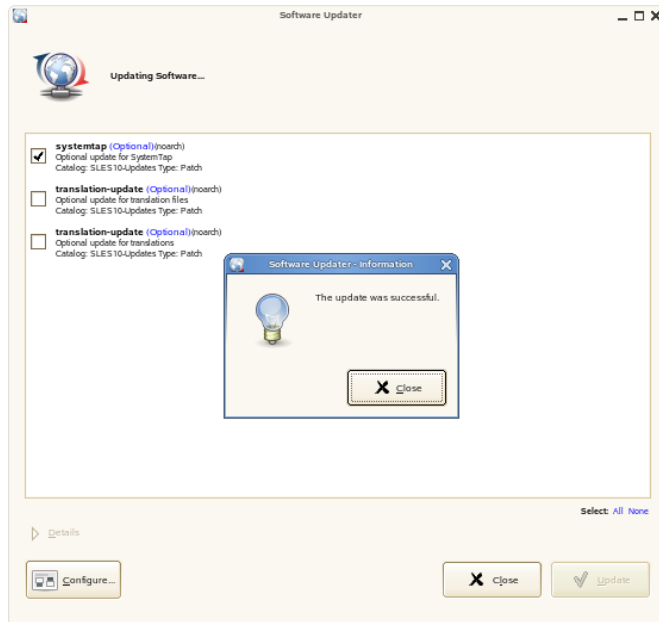 Software Updater
Updating Software...
systemtap (Optional)(noarch)
Optional update for SystemTap
Catalog: SLES10-Updates Type: Patch
translation-update (Optional)(noarch)
Optional update for translation files
Catalog: SLES10-Updates Type: Patch
translation-update (Optional)(noarch)
Optional update for translations
Catalog: SLES10-Updates Type: Patch
Software Updater - Information
The update was successful.
Close
Select: All None
Details
Configure...
Close
Update